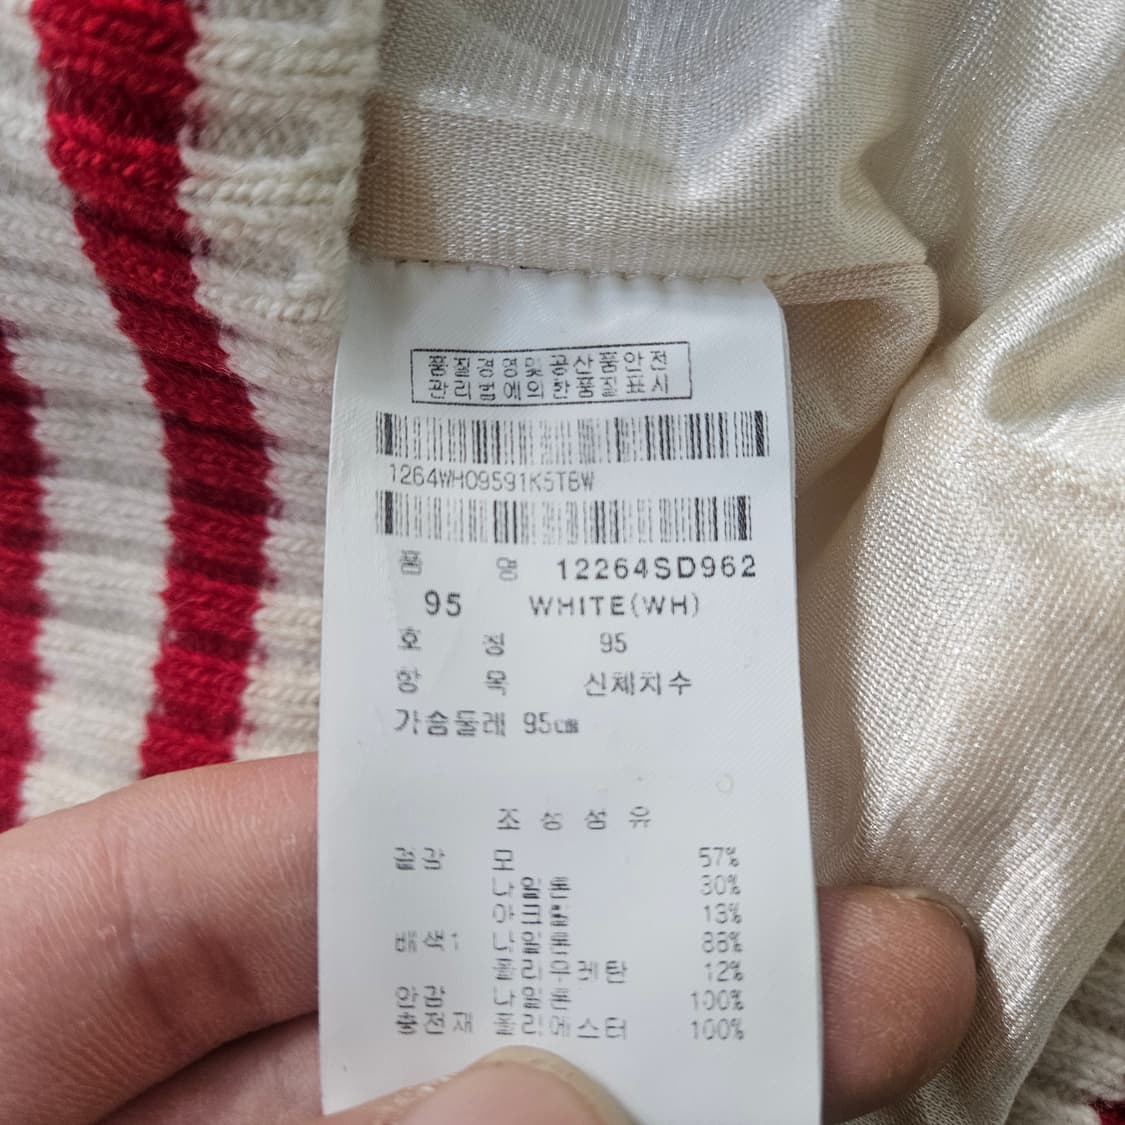 품질경영및공산품안전
관리법에의한품질표시
1264WH09591K5TBW
품 명 12264SD962
95 WHITE(WH)
호 칭 95
항 목 신체치수
가슴둘레 95㎝
조성섬유
겉감 모 57%
나일론 30%
아크릴 13%
배색1 나일론 88%
폴리우레탄 12%
안감 나일론 100%
충전재 폴리에스터 100%